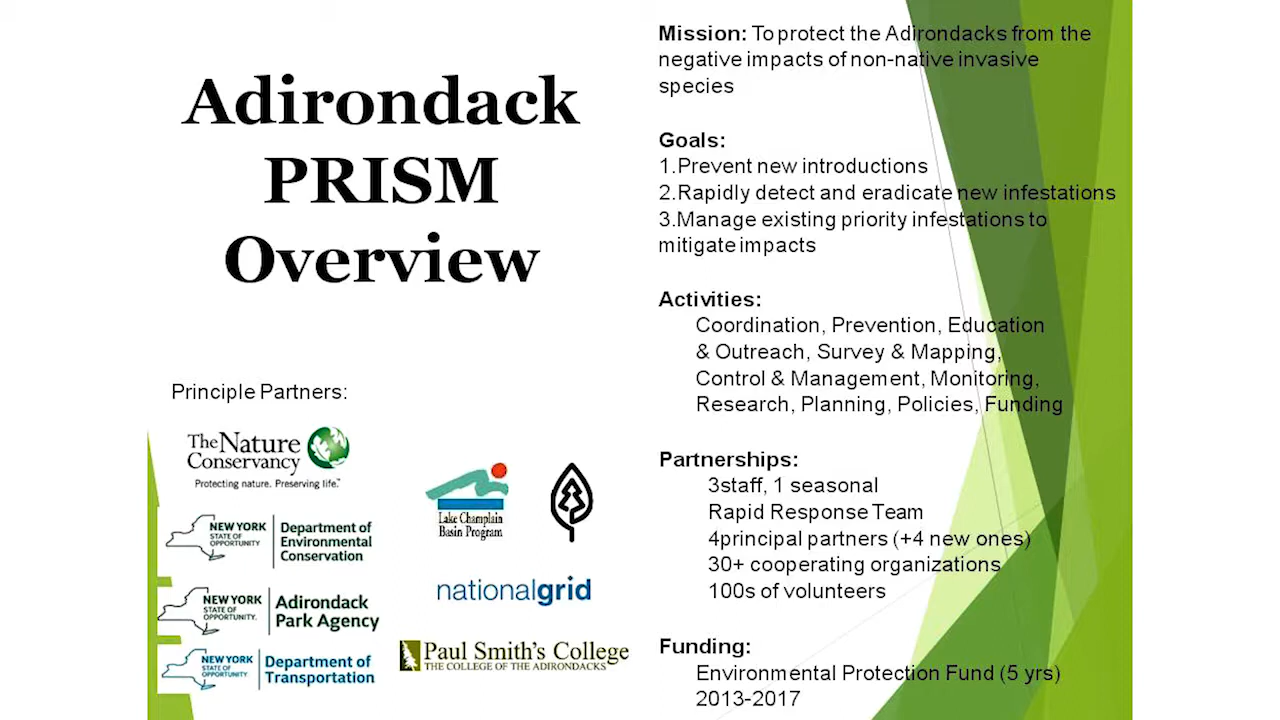 Adirondack
PRISM
Overview
Principle Partners:
The Nature
Conservancy
Protecting nature. Preserving life.™
NEW YORK
STATE OF
OPPORTUNITY.
Department of
Environmental
Conservation
NEW YORK
STATE OF
OPPORTUNITY.
Adirondack
Park Agency
NEW YORK
STATE OF
OPPORTUNITY.
Department of
Transportation
Lake Champlain
Basin Program
nationalgrid
Paul Smith's College
THE COLLEGE OF THE ADIRONDACKS
Mission: To protect the Adirondacks from the
negative impacts of non-native invasive
species
Goals:
1.Prevent new introductions
2.Rapidly detect and eradicate new infestations
3.Manage existing priority infestations to
mitigate impacts
Activities:
Coordination, Prevention, Education
& Outreach, Survey & Mapping,
Control & Management, Monitoring,
Research, Planning, Policies, Funding
Partnerships:
3staff, 1 seasonal
Rapid Response Team
4principal partners (+4 new ones)
30+ cooperating organizations
100s of volunteers
Funding:
Environmental Protection Fund (5 yrs)
2013-2017